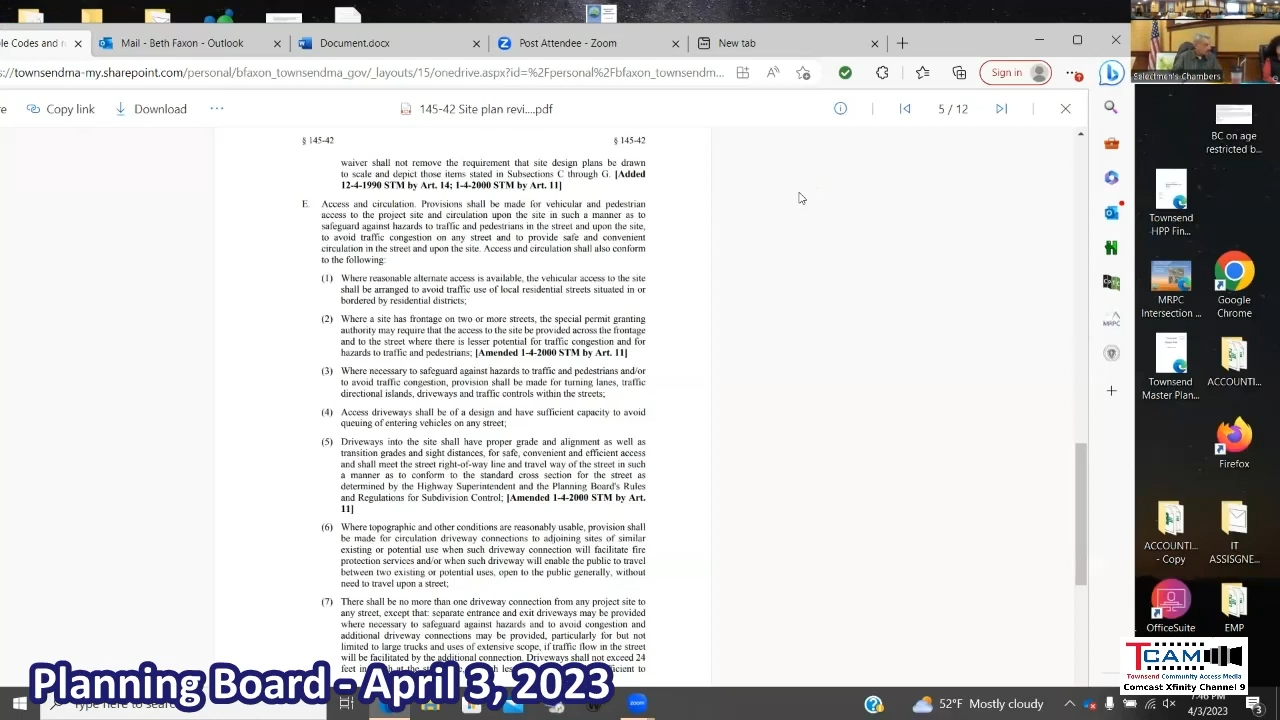 le Codes and
Mail - Beth Faxon - Outlook
Document.docx
Post Attendee - Zoom
New tab
s://townsendma-my.sharepoint.com/personal/bfaxon_townsendma_gov/_layouts/15/onedrive.aspx?id=%2Fpersonal%2Fbfaxon_townsendm...
Sign in
Selectmen's Chambers
Copy link
Download
145-42 Site plan revi....pdf
5 / 12
§ 145-42
§ 145-42
waiver shall not remove the requirement that site design plans be drawn
to scale and depict those items stated in Subsections C through G. [Added
12-4-1990 STM by Art. 14; 1-4-2000 STM by Art. 11]
E. Access and circulation. Provisions shall be made for vehicular and pedestrian
access to the project site and circulation upon the site in such a manner as to
safeguard against hazards to traffic and pedestrians in the street and upon the site,
to avoid traffic congestion on any street and to provide safe and convenient
circulation in the street and upon the site. Access and circulation shall also conform
to the following:
(1) Where reasonable alternate access is available, the vehicular access to the site
shall be arranged to avoid traffic use of local residential streets situated in or
bordered by residential districts;
(2) Where a site has frontage on two or more streets, the special permit granting
authority may require that the access to the site be provided across the frontage
and to the street where there is lesser potential for traffic congestion and for
hazards to traffic and pedestrians; [Amended 1-4-2000 STM by Art. 11]
(3) Where necessary to safeguard against hazards to traffic and pedestrians and/or
to avoid traffic congestion, provision shall be made for turning lanes, traffic
directional islands, driveways and traffic controls within the streets;
(4) Access driveways shall be of a design and have sufficient capacity to avoid
queuing of entering vehicles on any street;
(5) Driveways into the site shall have proper grade and alignment as well as
transition grades and sight distances, for safe, convenient and efficient access
and shall meet the street right-of-way line and travel way of the street in such
a manner as to conform to the standard cross section for the street as
determined by the Highway Superintendent and the Planning Board's Rules
and Regulations for Subdivision Control; [Amended 1-4-2000 STM by Art.
11]
(6) Where topographic and other conditions are reasonably usable, provision shall
be made for circulation driveway connections to adjoining sites of similar
existing or potential use when such driveway connection will facilitate fire
protection services and/or when such driveway will enable the public to travel
between two existing or potential uses, open to the public generally, without
need to travel upon a street;
(7) There shall be no more than one driveway connection from any project site to
any street, except that: separate entrance and exit driveways may be provided
where necessary to safeguard against hazards and to avoid congestion and
additional driveway connections may be provided, particularly for but not
limited to large trucks and uses of extensive scope, if traffic flow in the street
will be facilitated by the additional connection. Driveways shall not exceed 24
BC on age
restricted b...
Townsend
HPP Fin...
MRPC
MRPC
Intersection ...
Google
Chrome
Townsend
Master Plan...
ACCOUNTI...
Firefox
ACCOUNTI...
- Copy
IT
ASSISGNE...
OfficeSuite
EMP
TCAM
Townsend Community Access Media
Comcast Xfinity Channel 9
Planning Board - April 3, 2023
zoom
52°F Mostly cloudy
7:46 PM
4/3/2023
3